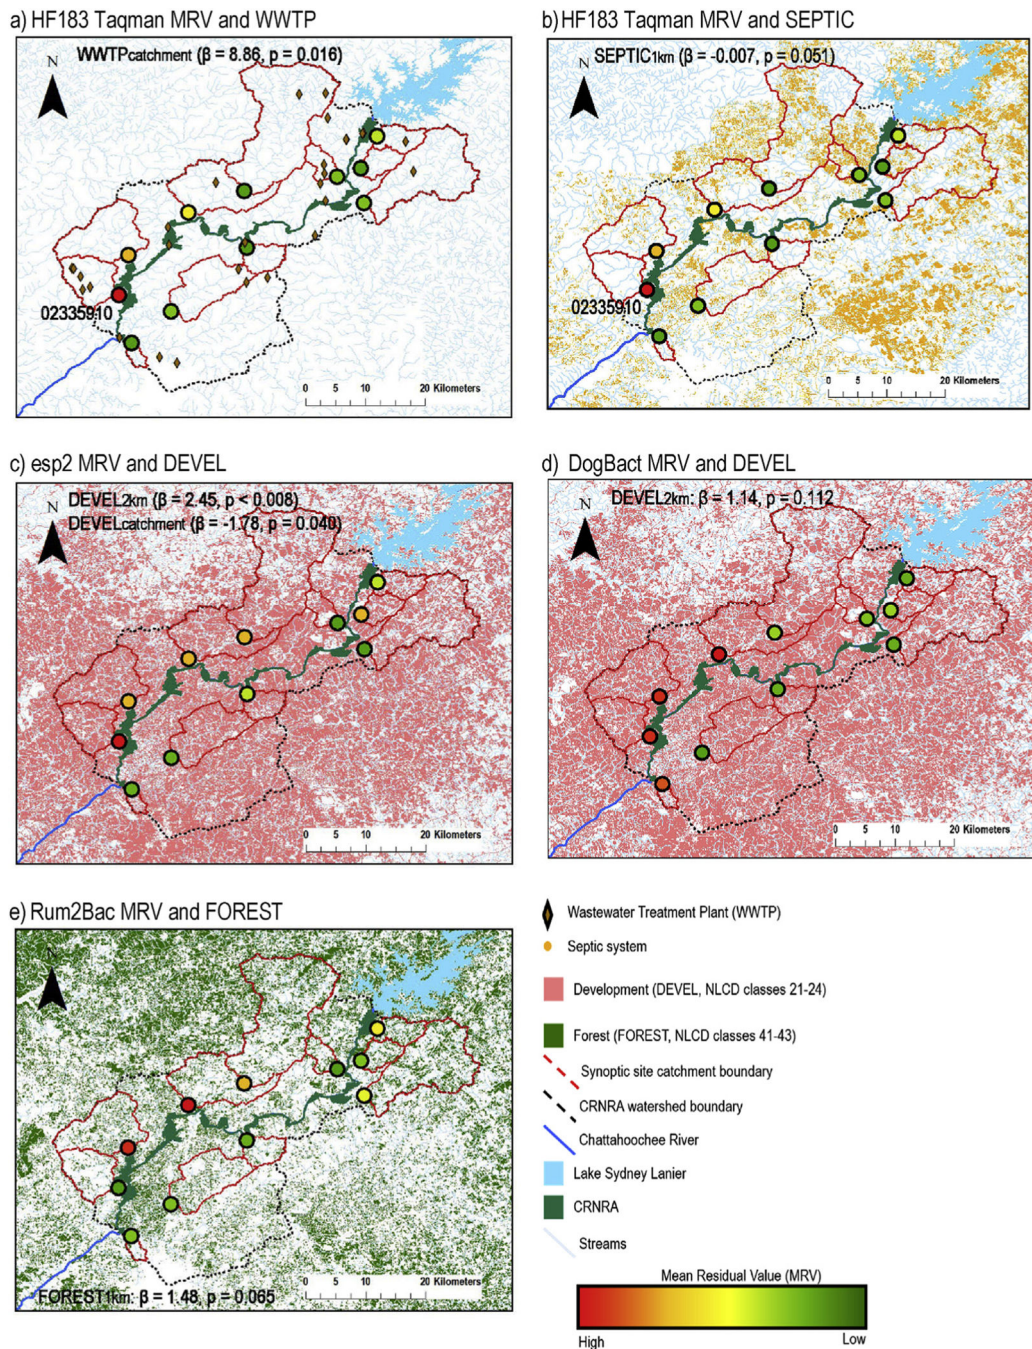 a) HF183 Taqman MRV and WWTP
N
WWTPcatchment (β = 8.86, p = 0.016)
02335910
0 5 10 20 Kilometers
b) HF183 Taqman MRV and SEPTIC
N
SEPTIC1km (β = -0.007, p = 0.051)
02335910
0 5 10 20 Kilometers
c) esp2 MRV and DEVEL
N
DEVEL2km (β = 2.45, p < 0.008)
DEVELcatchment (β = -1.78, p = 0.040)
0 5 10 20 Kilometers
d) DogBact MRV and DEVEL
N
DEVEL2km: β = 1.14, p = 0.112
0 5 10 20 Kilometers
e) Rum2Bac MRV and FOREST
N
0 5 10 20 Kilometers
FOREST1km: β = 1.48, p = 0.065
Wastewater Treatment Plant (WWTP)
Septic system
Development (DEVEL, NLCD classes 21-24)
Forest (FOREST, NLCD classes 41-43)
Synoptic site catchment boundary
CRNRA watershed boundary
Chattahoochee River
Lake Sydney Lanier
CRNRA
Streams
Mean Residual Value (MRV)
High Low